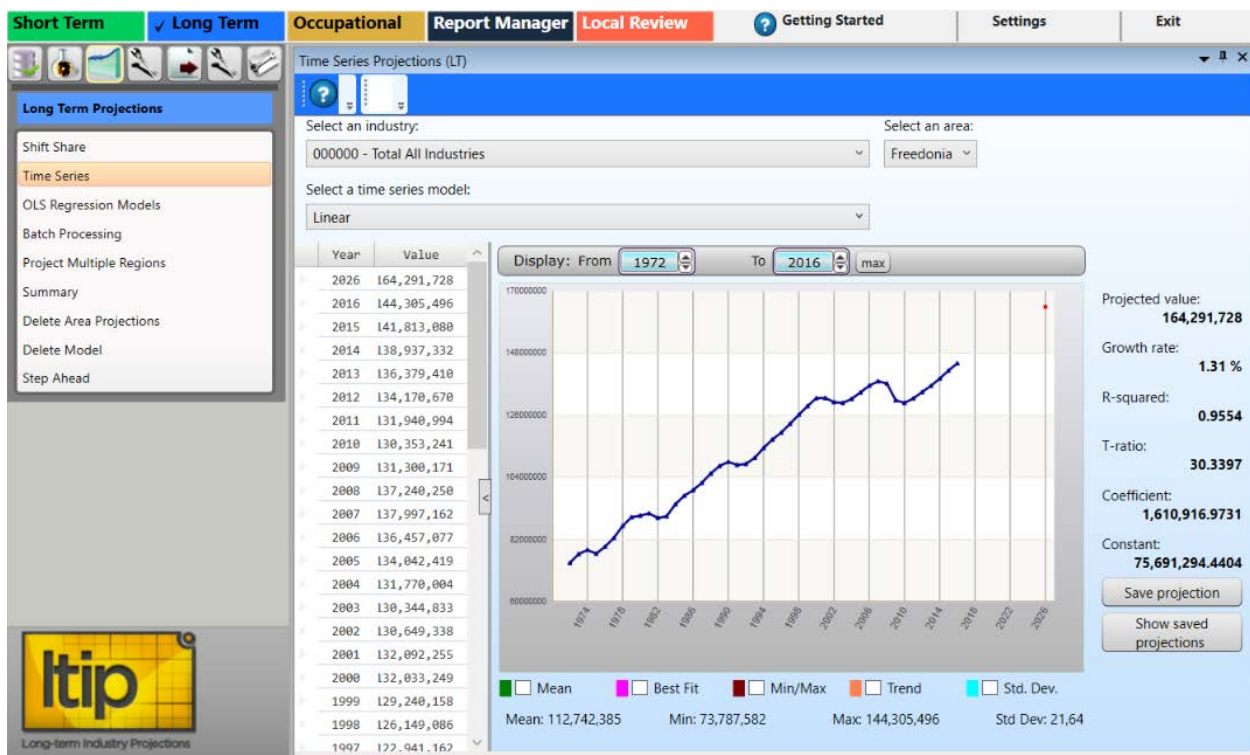 Short Term
✓ Long Term
Occupational
Report Manager
Local Review
? Getting Started
Settings
Exit
Time Series Projections (LT)
Long Term Projections
Shift Share
Time Series
OLS Regression Models
Batch Processing
Project Multiple Regions
Summary
Delete Area Projections
Delete Model
Step Ahead
ltip
Long-term Industry Projections
?
Select an industry:
Select an area:
000000 - Total All Industries
Freedonia
Select a time series model:
Linear
Year Value
2026 164,291,728
2016 144,305,496
2015 141,813,080
2014 138,937,332
2013 136,379,410
2012 134,170,670
2011 131,940,994
2010 130,353,241
2009 131,300,171
2008 137,240,250
2007 137,997,162
2006 136,457,077
2005 134,042,419
2004 131,770,004
2003 130,344,833
2002 130,649,338
2001 132,092,255
2000 132,033,249
1999 129,240,158
1998 126,149,086
1997 122,941,162
<
Display: From 1972 To 2016 max
170000000
148000000
126000000
104000000
82000000
60000000
1974 1978 1982 1986 1990 1994 1998 2002 2006 2010 2014 2018 2022 2026
Mean Best Fit Min/Max Trend Std. Dev.
Mean: 112,742,385 Min: 73,787,582 Max: 144,305,496 Std Dev: 21,64
Projected value:
164,291,728
Growth rate:
1.31 %
R-squared:
0.9554
T-ratio:
30.3397
Coefficient:
1,610,916.9731
Constant:
75,691,294.4404
Save projection
Show saved
projections